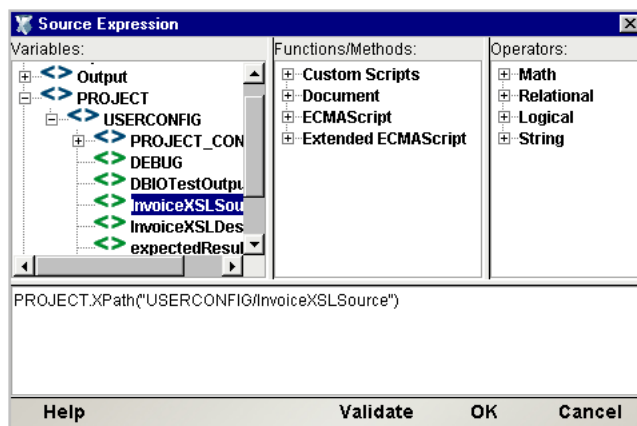 Source Expression
Variables:
Output
PROJECT
USERCONFIG
PROJECT_CON
DEBUG
DBIOTestOutpu
InvoiceXSLSou
InvoiceXSLDes
expectedResul
Functions/Methods:
Custom Scripts
Document
ECMAScript
Extended ECMAScript
Operators:
Math
Relational
Logical
String
PROJECT.XPath("USERCONFIG/InvoiceXSLSource")
Help Validate OK Cancel